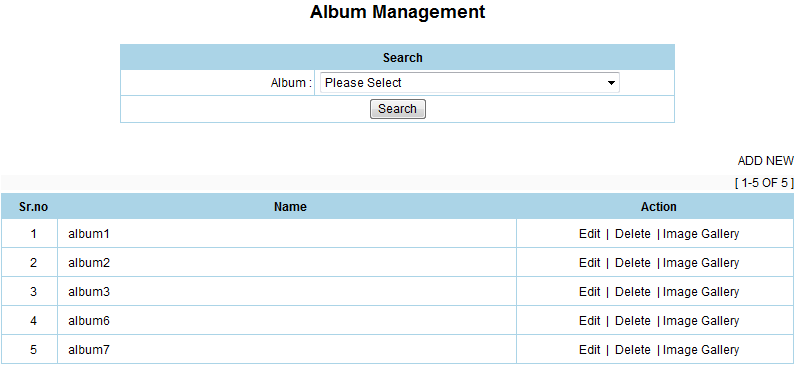 Album Management
Search
Album : Please Select
Search
ADD NEW
[ 1-5 OF 5 ]
Sr.no Name Action
1 album1 Edit | Delete | Image Gallery
2 album2 Edit | Delete | Image Gallery
3 album3 Edit | Delete | Image Gallery
4 album6 Edit | Delete | Image Gallery
5 album7 Edit | Delete | Image Gallery